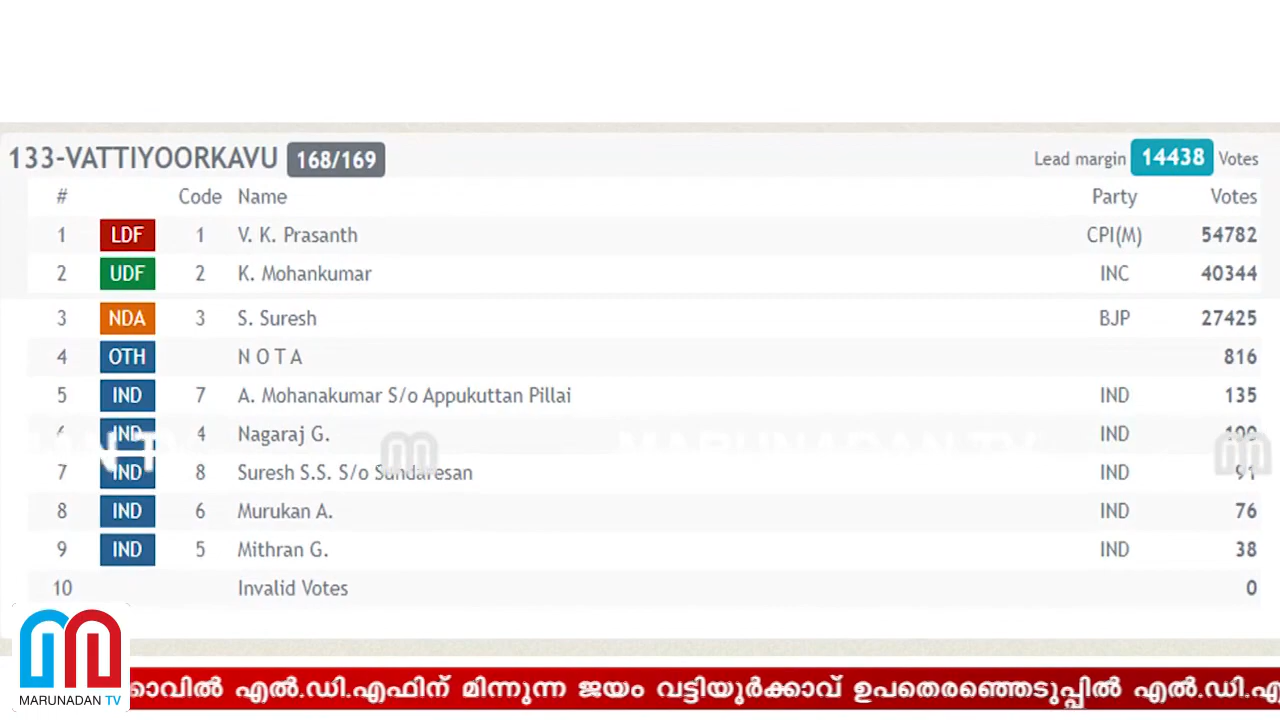 133-VATTIYOORKAVU 168/169 Lead margin 14438 Votes
# Code Name Party Votes
1 LDF 1 V. K. Prasanth CPI(M) 54782
2 UDF 2 K. Mohankumar INC 40344
3 NDA 3 S. Suresh BJP 27425
4 OTH N O T A 816
5 IND 7 A. Mohanakumar S/o Appukuttan Pillai IND 135
IND 4 Nagaraj G. IND
7 IND 8 Suresh S.S. S/o Sundaresan IND 91
8 IND 6 Murukan A. IND 76
9 IND 5 Mithran G. IND 38
10 Invalid Votes 0
MARUNADAN TV
MARUNADAN TV
ക്കാവിൽ എൽ.ഡി.എഫിന് മിന്നുന്ന ജയം വട്ടിയൂർക്കാവ് ഉപതെരഞ്ഞെടുപ്പിൽ എൽ.ഡി.എ